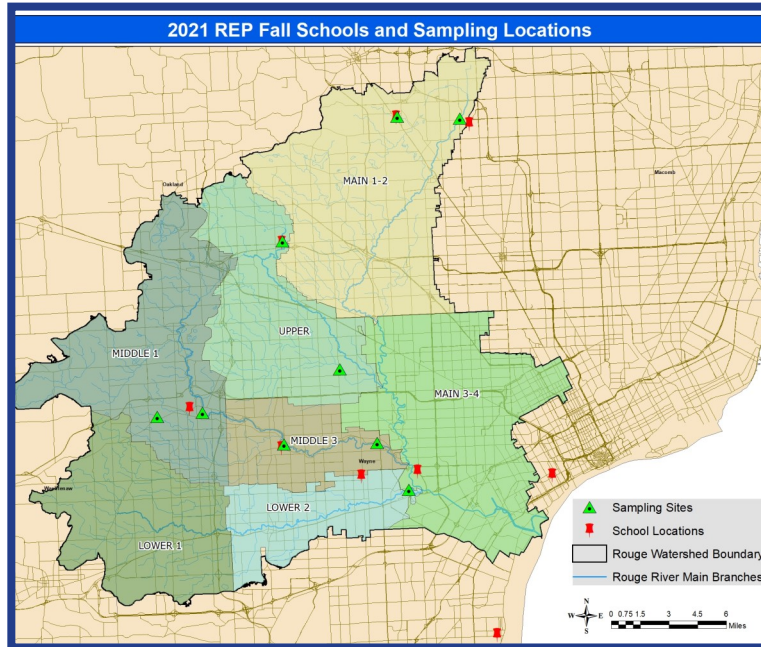 2021 REP Fall Schools and Sampling Locations
MAIN 1-2
Macomb
Oakland
UPPER
MIDDLE 1
MAIN 3-4
MIDDLE 3
Wayne
Washtenaw
LOWER 2
LOWER 1
Sampling Sites
School Locations
Rouge Watershed Boundary
Rouge River Main Branches
N
W E
S
0 0.75 1.5 3 4.5 6
Miles